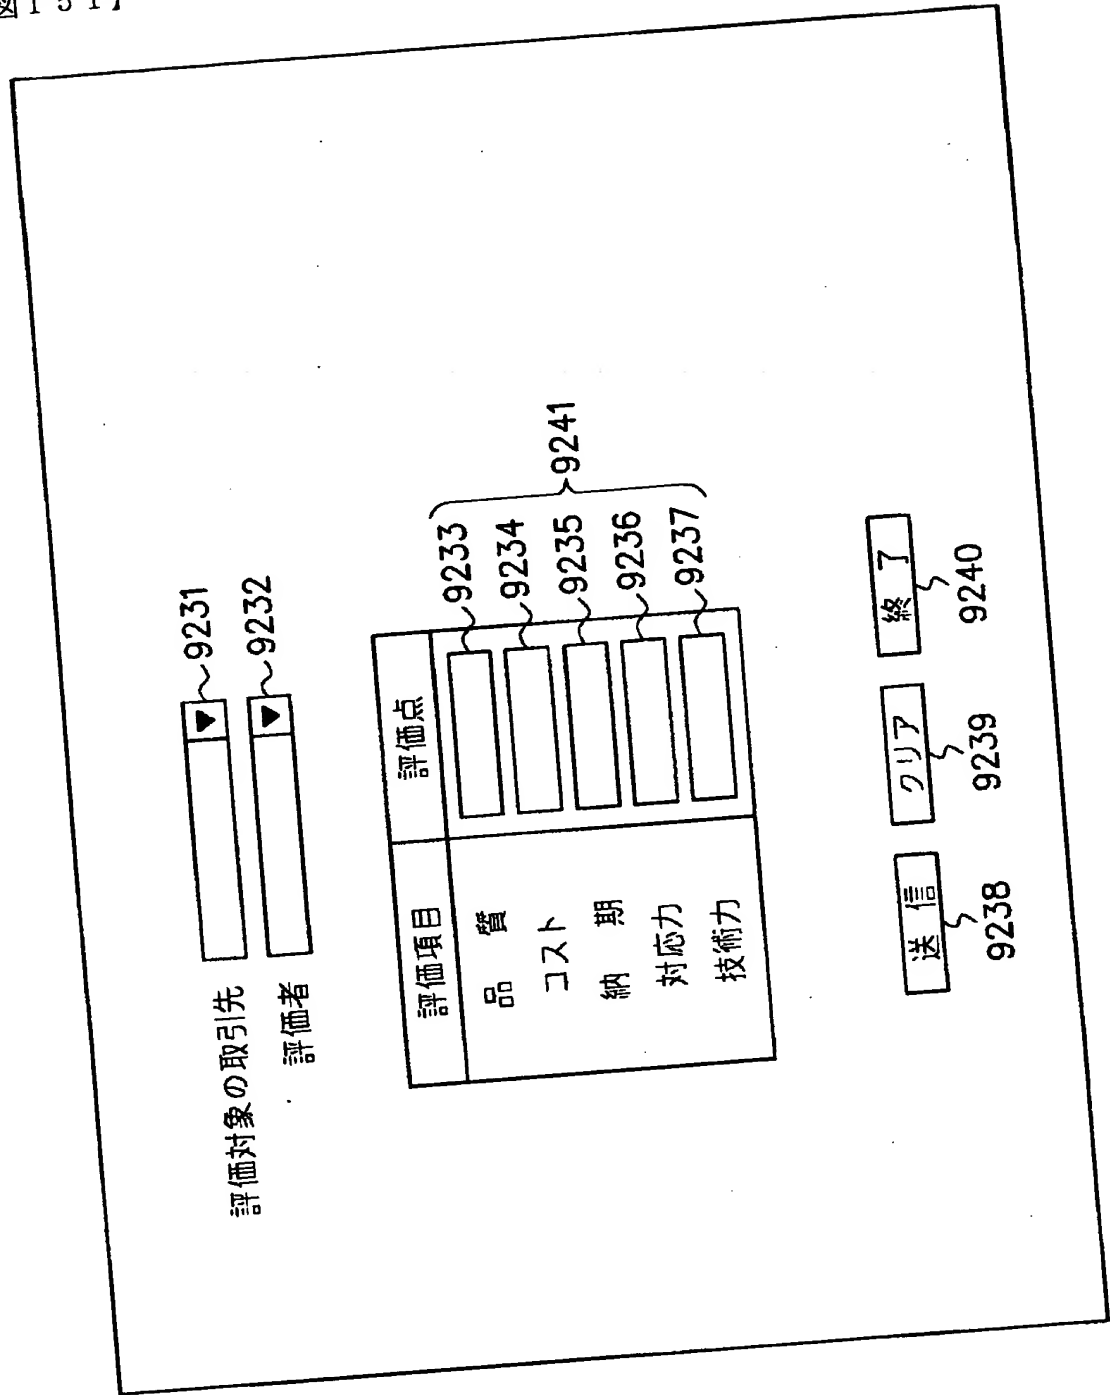 図151】
評価対象の取引先 ▼ 9231
評価者 ▼ 9232
評価項目 評価点
品質 9233
コスト 9234
納期 9235
対応力 9236
技術力 9237
9241
送信 クリア 終了
9238 9239 9240